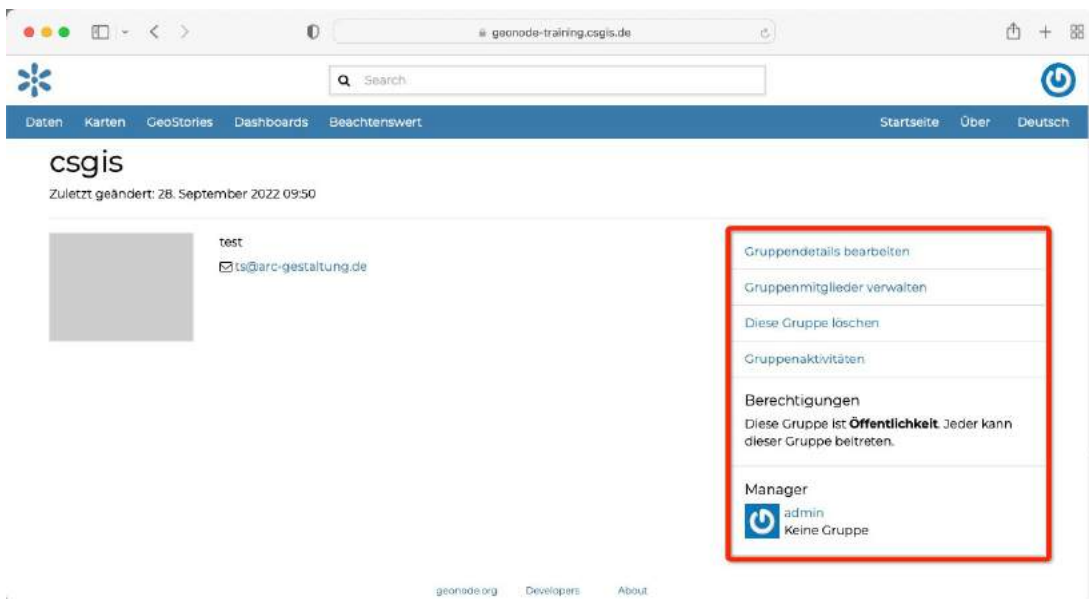 geonode-training.csgis.de
Search
Daten Karten GeoStories Dashboards Beachtenswert Startseite Über Deutsch
csgis
Zuletzt geändert: 28. September 2022 09:50
test
ts@arc-gestaltung.de
Gruppendetails bearbeiten
Gruppenmitglieder verwalten
Diese Gruppe löschen
Gruppenaktivitäten
Berechtigungen
Diese Gruppe ist Öffentlichkeit. Jeder kann
dieser Gruppe beitreten.
Manager
admin
Keine Gruppe
geonode.org Developers About